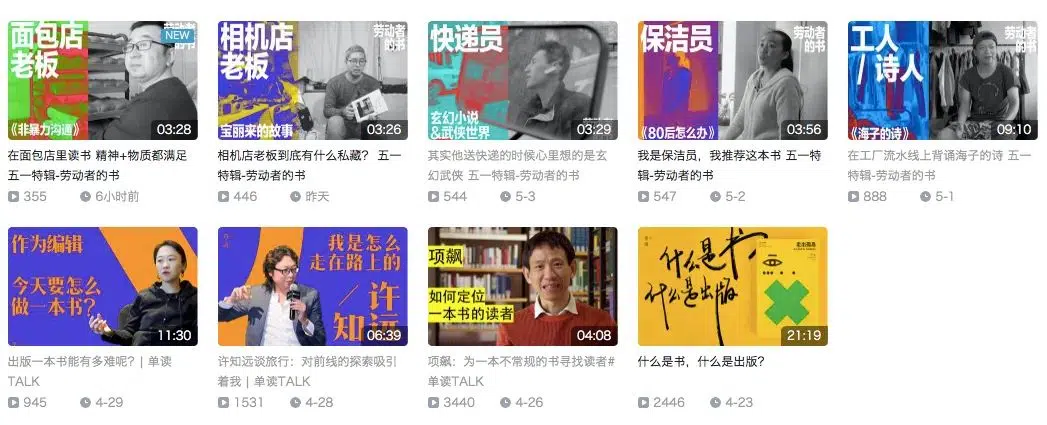 面包店
老板
劳动者
的书
NEW
《非暴力沟通》
03:28
在面包店里读书 精神+物质都满足
五一特辑-劳动者的书
355
6小时前
相机店
老板
劳动者
的书
宝丽来的故事
03:26
相机店老板到底有什么私藏？ 五一
特辑-劳动者的书
446
昨天
快递员
玄幻小说
&武侠世界
03:29
其实他送快递的时候心里想的是玄
幻武侠 五一特辑-劳动者的书
544
5-3
保洁员
劳动者
的书
《80后怎么办》
03:56
我是保洁员，我推荐这本书 五一特
辑-劳动者的书
547
5-2
工人
/ 诗人
劳动者
的书
《海子的诗》
09:10
在工厂流水线上背诵海子的诗 五一
特辑-劳动者的书
888
5-1
作为编辑
今天要怎么
做一本书？
11:30
出版一本书能有多难呢？｜单读
TALK
945
4-29
我是怎么
走在路上的
/ 许
知远
06:39
许知远谈旅行：对前线的探索吸引
着我｜单读TALK
1531
4-28
项飙
如何定位
一本书的读者
04:08
项飙：为一本不常规的书寻找读者#
单读TALK
3440
4-26
什么是书
什么是出版
走出孤岛
21:19
什么是书，什么是出版？
2446
4-23